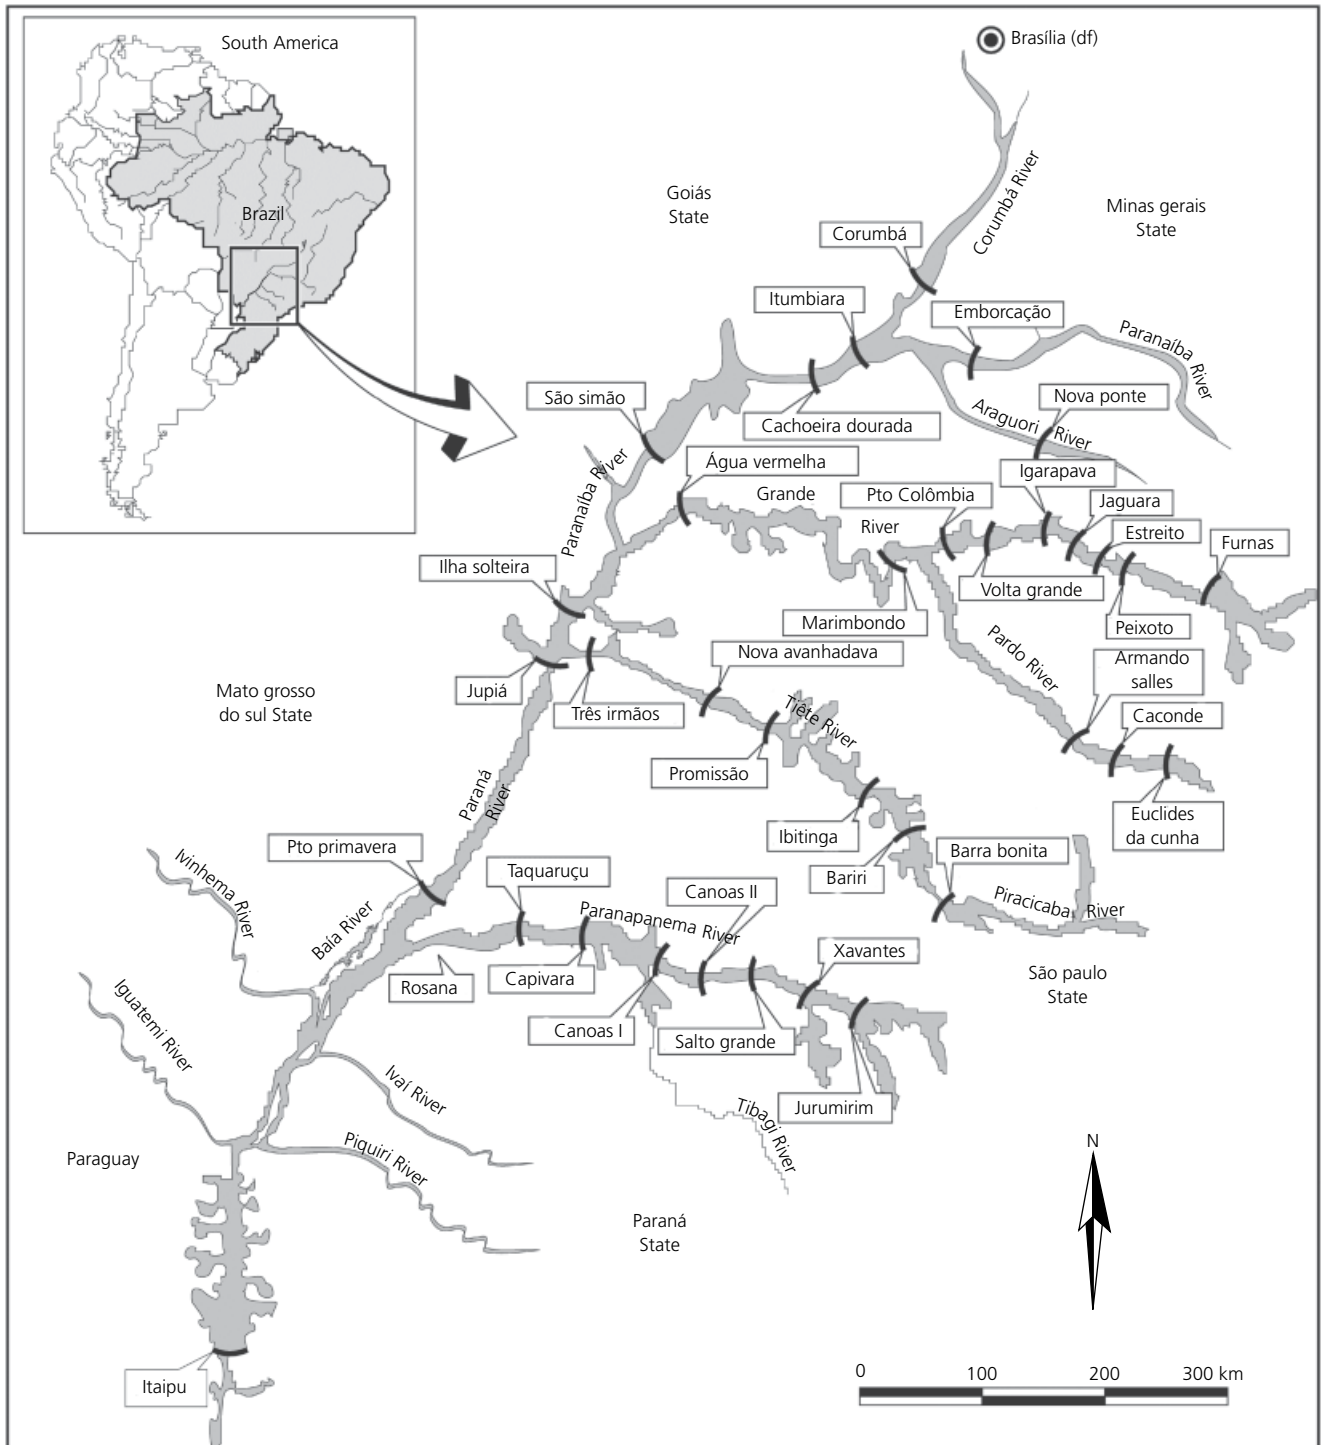 South America
Brazil
Brasília (df)
Goiás
State
Corumbá River
Minas gerais
State
Corumbá
Itumbiara
Emborcação
Paranaíba River
São simão
Cachoeira dourada
Araguori River
Nova ponte
Paranaíba River
Água vermelha
Grande
River
Pto Colômbia
Igarapava
Jaguara
Estreito
Furnas
Ilha solteira
Volta grande
Marimbondo
Peixoto
Pardo River
Nova avanhadava
Armando
salles
Jupiá
Mato grosso
do sul State
Três irmãos
Tiête River
Caconde
Promissão
Paraná
River
Ibitinga
Euclides
da cunha
Pto primavera
Bariri
Barra bonita
Ivinhema River
Taquaruçu
Canoas II
Piracicaba River
Baía River
Paranapanema River
Xavantes
Rosana
Capivara
São paulo
State
Iguatemi River
Canoas I
Salto grande
Ivaí River
Jurumirim
Tibagi River
Piquiri River
Paraguay
N
Paraná
State
Itaipu
0 100 200 300 km